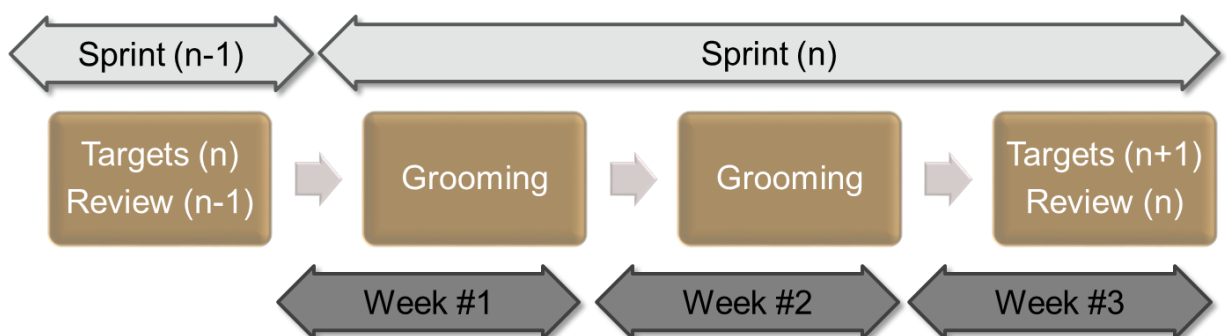 Sprint (n-1)
Sprint (n)
Targets (n)
Review (n-1)
Grooming
Grooming
Targets (n+1)
Review (n)
Week #1
Week #2
Week #3